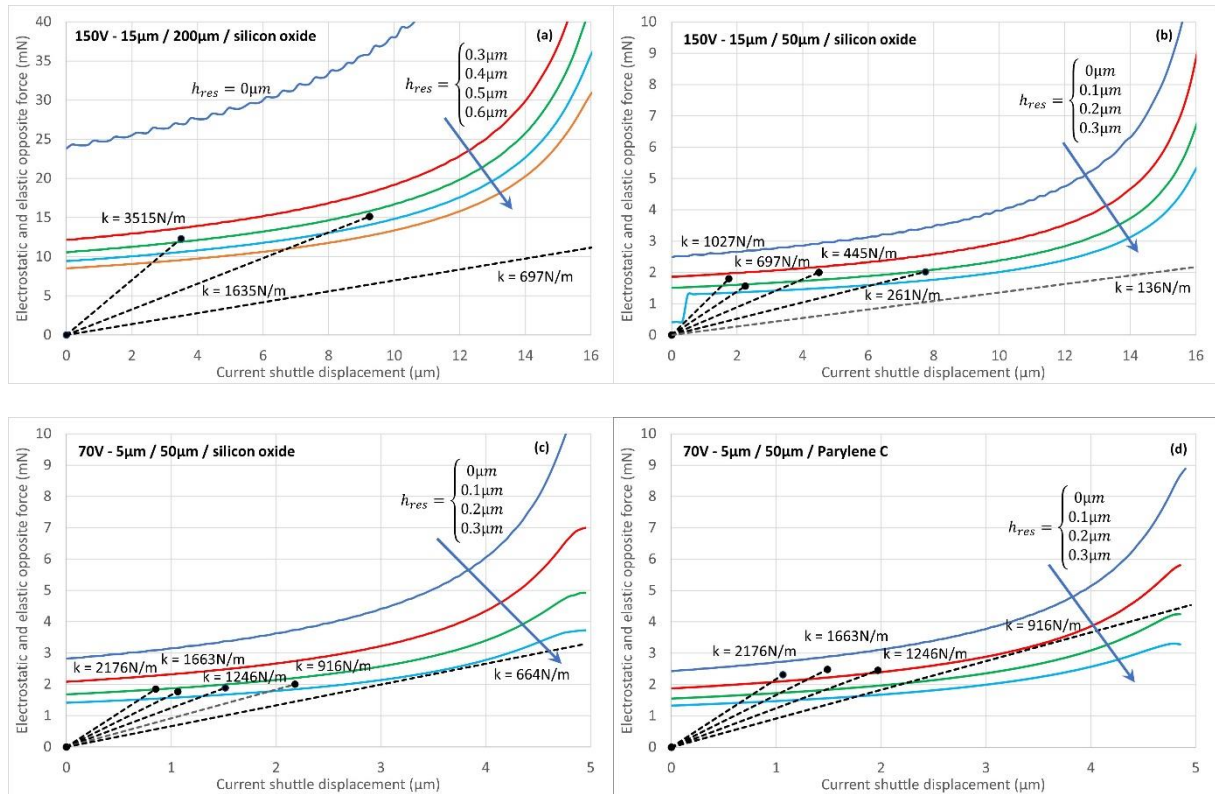 150V - 15µm / 200µm / silicon oxide
(a)
Electrostatic and elastic opposite force (mN)
40
35
30
25
20
15
10
5
0
h_res = 0µm
h_res = { 0.3µm
0.4µm
0.5µm
0.6µm
k = 3515N/m
k = 1635N/m
k = 697N/m
0 2 4 6 8 10 12 14 16
Current shuttle displacement (µm)
150V - 15µm / 50µm / silicon oxide
(b)
Electrostatic and elastic opposite force (mN)
10
9
8
7
6
5
4
3
2
1
0
h_res = { 0µm
0.1µm
0.2µm
0.3µm
k = 1027N/m
k = 697N/m
k = 445N/m
k = 261N/m
k = 136N/m
0 2 4 6 8 10 12 14 16
Current shuttle displacement (µm)
70V - 5µm / 50µm / silicon oxide
(c)
Electrostatic and elastic opposite force (mN)
10
9
8
7
6
5
4
3
2
1
0
h_res = { 0µm
0.1µm
0.2µm
0.3µm
k = 2176N/m
k = 1663N/m
k = 1246N/m
k = 916N/m
k = 664N/m
0 1 2 3 4 5
Current shuttle displacement (µm)
70V - 5µm / 50µm / Parylene C
(d)
Electrostatic and elastic opposite force (mN)
10
9
8
7
6
5
4
3
2
1
0
h_res = { 0µm
0.1µm
0.2µm
0.3µm
k = 2176N/m
k = 1663N/m
k = 1246N/m
k = 916N/m
0 1 2 3 4 5
Current shuttle displacement (µm)